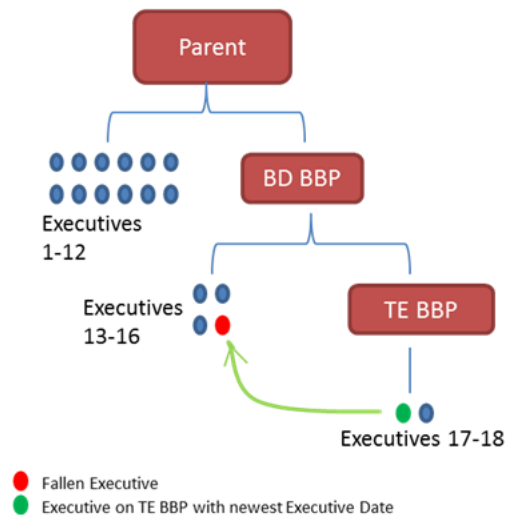 Parent
BD BBP
Executives
1-12
Executives
13-16
TE BBP
Executives 17-18
Fallen Executive
Executive on TE BBP with newest Executive Date